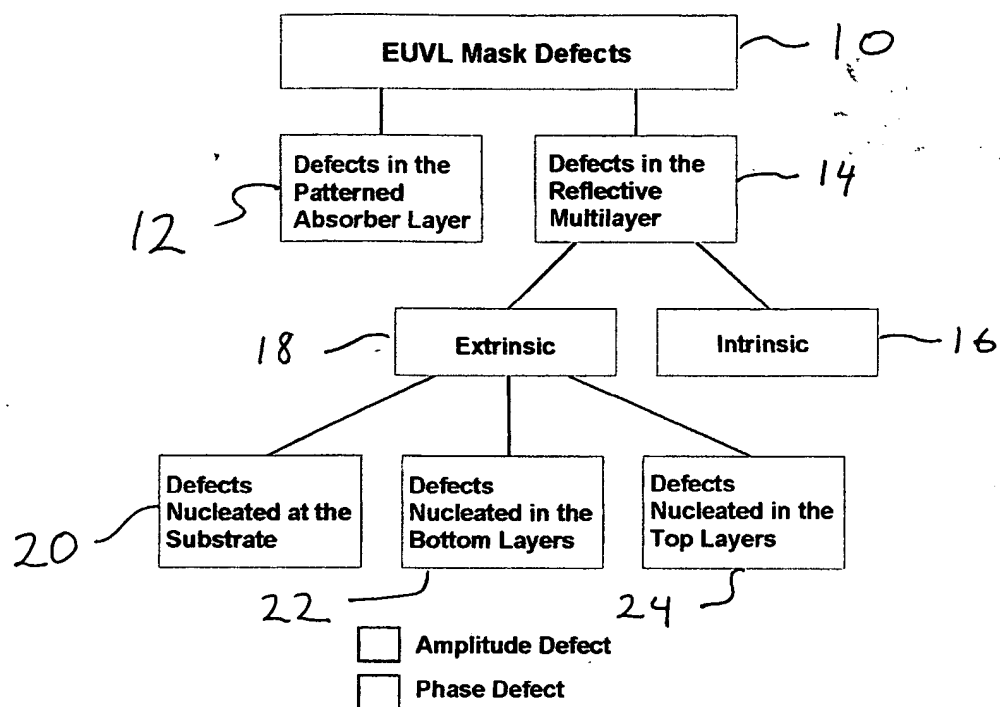 EUVL Mask Defects
10
Defects in the
Patterned
Absorber Layer
12
Defects in the
Reflective
Multilayer
14
18
Extrinsic
Intrinsic
16
Defects
Nucleated at the
Substrate
20
Defects
Nucleated in the
Bottom Layers
22
Defects
Nucleated in the
Top Layers
24
Amplitude Defect
Phase Defect